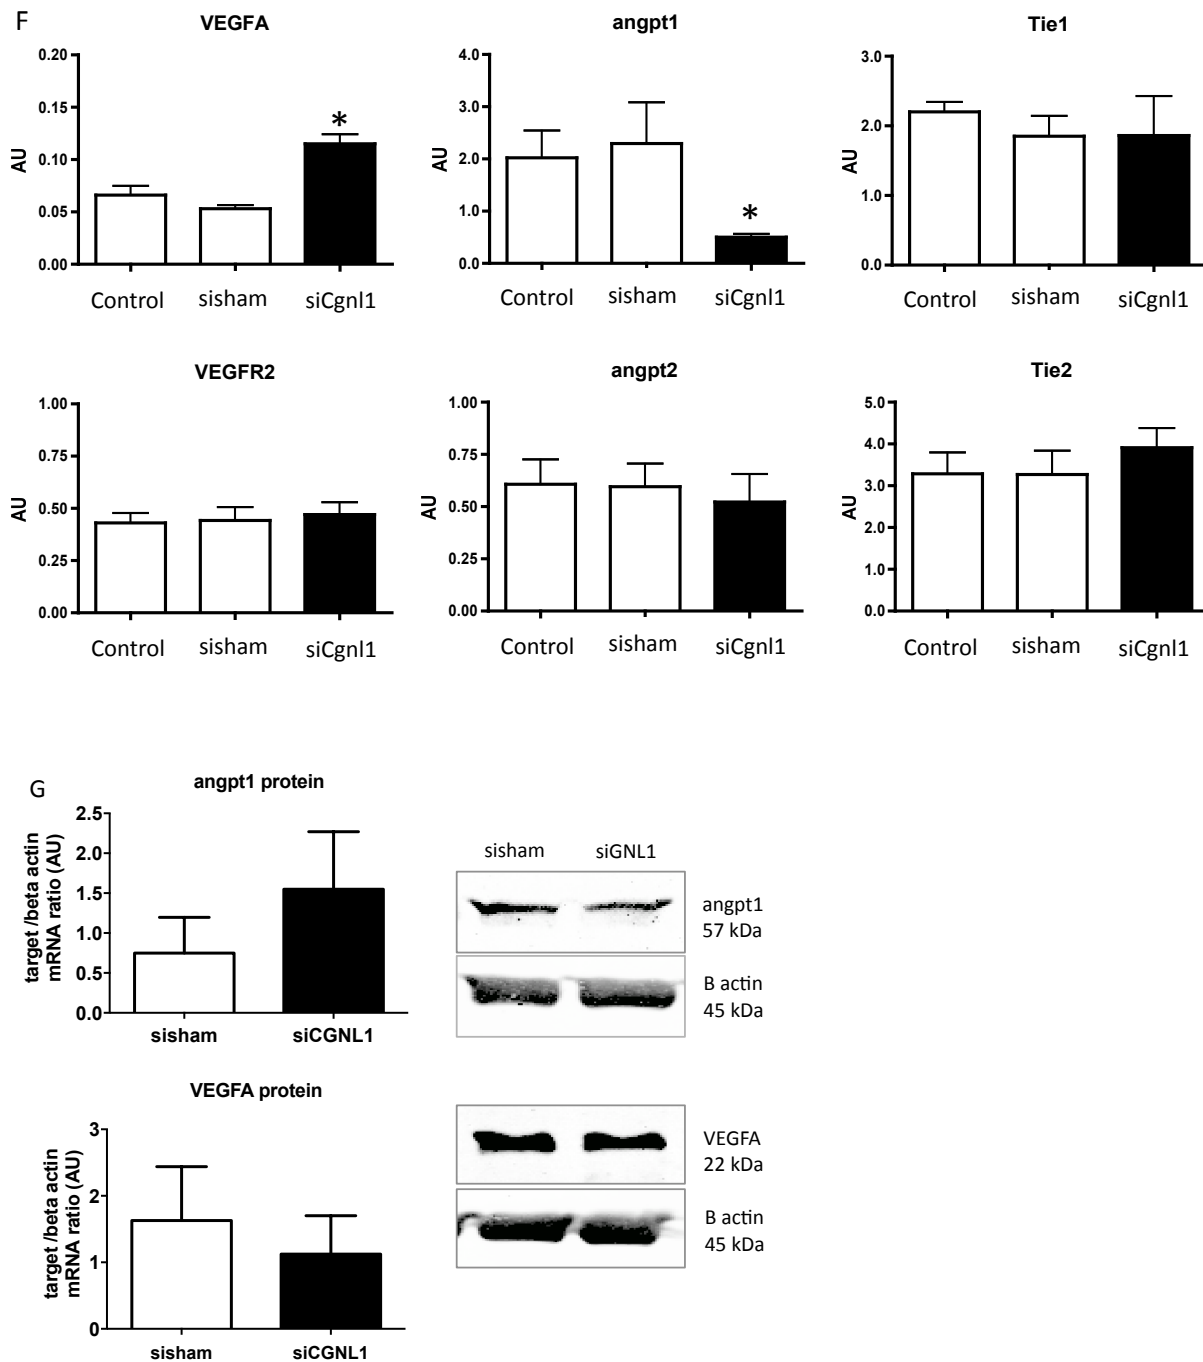 F
VEGFA
0.20
0.15
0.10
0.05
0.00
AU
*
Control sisham siCgnl1
angpt1
4.0
3.0
2.0
1.0
0.0
AU
*
Control sisham siCgnl1
Tie1
3.0
2.0
1.0
0.0
AU
Control sisham siCgnl1
VEGFR2
1.00
0.75
0.50
0.25
0.00
AU
Control sisham siCgnl1
angpt2
1.00
0.75
0.50
0.25
0.00
AU
Control sisham siCgnl1
Tie2
5.0
4.0
3.0
2.0
1.0
0.0
AU
Control sisham siCgnl1
G
angpt1 protein
target /beta actin
mRNA ratio (AU)
2.5
2.0
1.5
1.0
0.5
0.0
sisham siCGNL1
sisham siGNL1
angpt1
57 kDa
B actin
45 kDa
VEGFA protein
target /beta actin
mRNA ratio (AU)
3
2
1
0
sisham siCGNL1
VEGFA
22 kDa
B actin
45 kDa